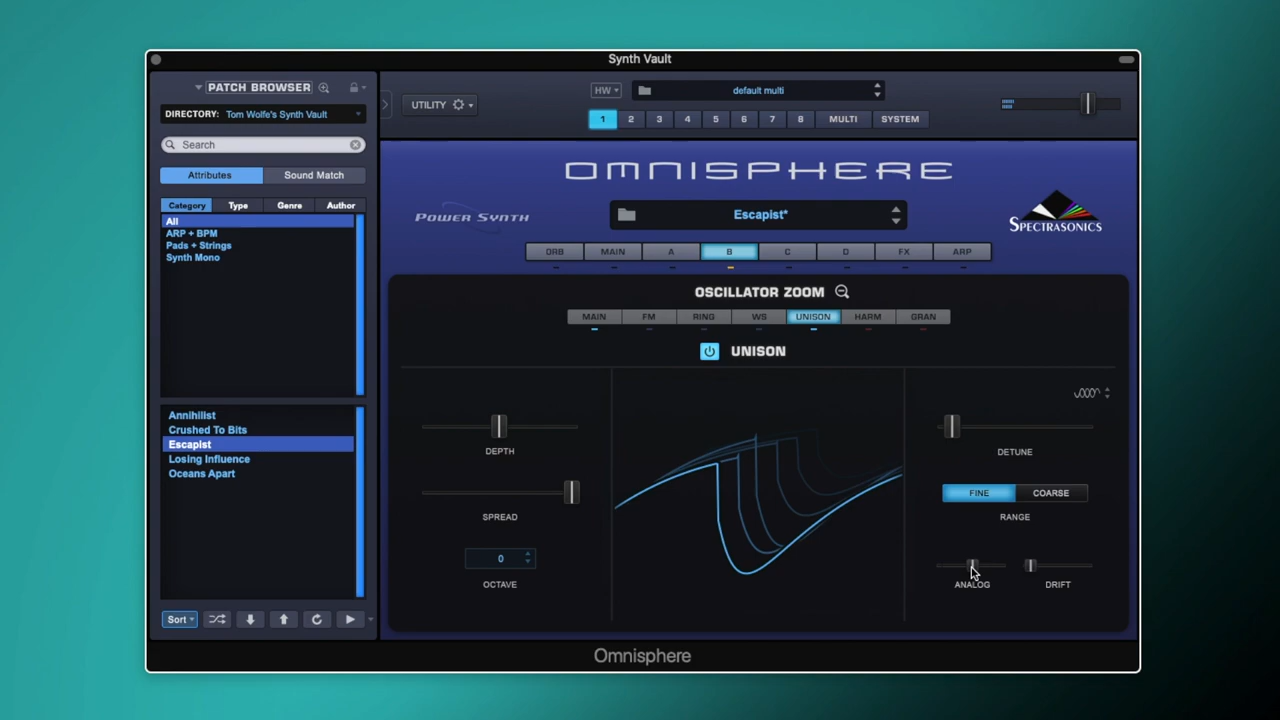 Synth Vault
PATCH BROWSER
DIRECTORY: Tom Wolfe's Synth Vault
Search
Attributes
Sound Match
Category
Type
Genre
Author
All
ARP + BPM
Pads + Strings
Synth Mono
Annihilist
Crushed To Bits
Escapist
Losing Influence
Oceans Apart
Sort
UTILITY
HW
default multi
1
2
3
4
5
6
7
8
MULTI
SYSTEM
OMNISPHERE
POWER SYNTH
Escapist*
SPECTRASONICS
ORB
MAIN
A
B
C
D
FX
ARP
OSCILLATOR ZOOM
MAIN
FM
RING
WS
UNISON
HARM
GRAN
UNISON
DEPTH
SPREAD
0
OCTAVE
DETUNE
FINE
COARSE
RANGE
ANALOG
DRIFT
Omnisphere